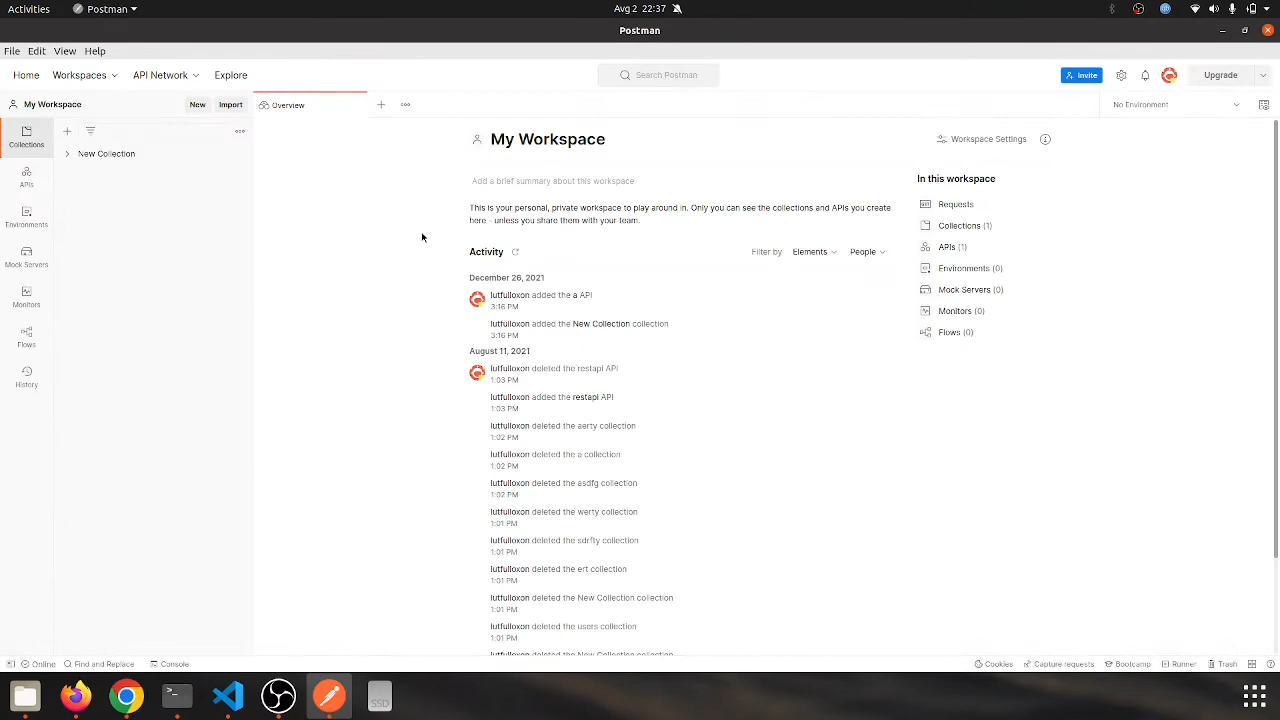 Activities
Postman
Avg 2 22:37
Postman
File Edit View Help
Home Workspaces API Network Explore
Search Postman
Invite
Upgrade
My Workspace
New Import
Overview
No Environment
Collections
New Collection
APIs
Environments
Mock Servers
Monitors
Flows
History
My Workspace
Workspace Settings
Add a brief summary about this workspace
This is your personal, private workspace to play around in. Only you can see the collections and APIs you create
here - unless you share them with your team.
Activity
Filter by Elements People
December 26, 2021
lutfulloxon added the a API
3:16 PM
lutfulloxon added the New Collection collection
3:16 PM
August 11, 2021
lutfulloxon deleted the restapi API
1:03 PM
lutfulloxon added the restapi API
1:03 PM
lutfulloxon deleted the aerty collection
1:02 PM
lutfulloxon deleted the a collection
1:02 PM
lutfulloxon deleted the asdfg collection
1:02 PM
lutfulloxon deleted the werty collection
1:01 PM
lutfulloxon deleted the sdrfty collection
1:01 PM
lutfulloxon deleted the ert collection
1:01 PM
lutfulloxon deleted the New Collection collection
1:01 PM
lutfulloxon deleted the users collection
1:01 PM
lutfulloxon deleted the New Collection collection
In this workspace
Requests
Collections (1)
APIs (1)
Environments (0)
Mock Servers (0)
Monitors (0)
Flows (0)
Online Find and Replace Console
Cookies Capture requests Bootcamp Runner Trash
SSD